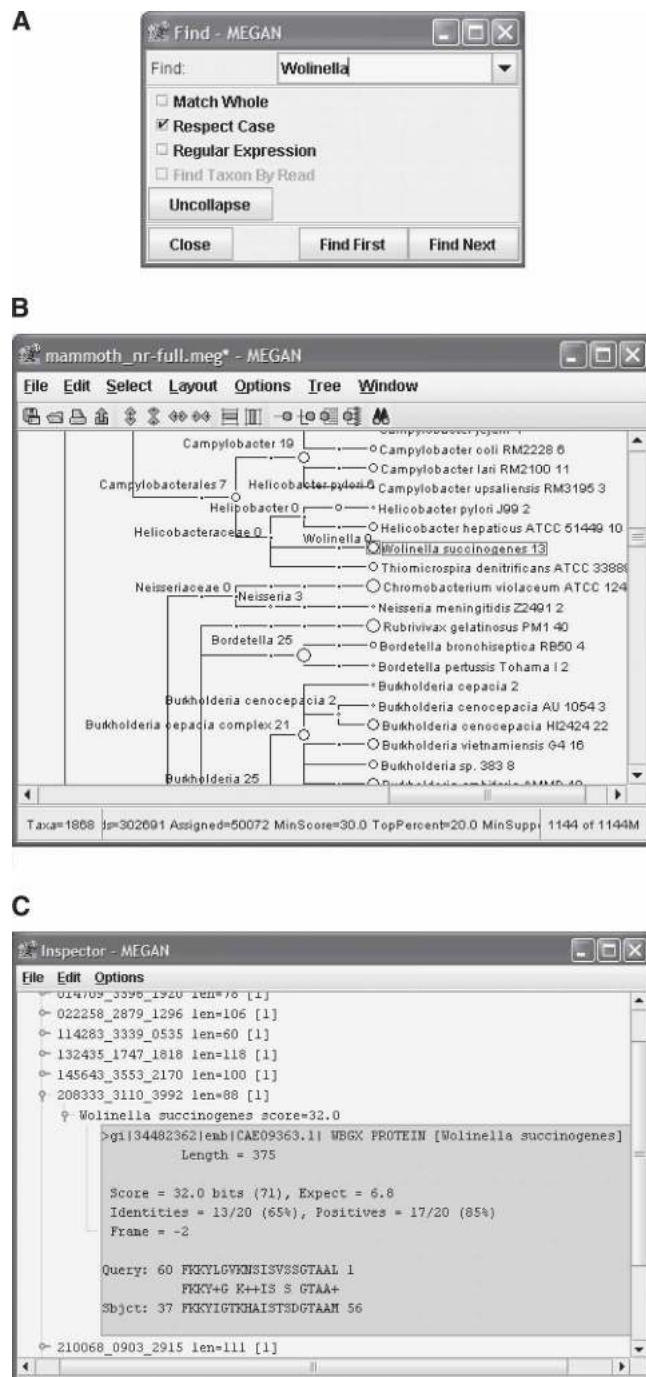 A
Find - MEGAN
Find: Wolinella
Match Whole
Respect Case
Regular Expression
Find Taxon By Read
Uncollapse
Close Find First Find Next
B
mammoth_nr-full.meg* - MEGAN
File Edit Select Layout Options Tree Window
Campylobacter 19
Campylobacter coli RM2228 6
Campylobacter lari RM2100 11
Campylobacterales 7
Helicobacter pylori 6
Campylobacter upsaliensis RM3195 3
Helicobacter 0
Helicobacter pylori J99 2
Helicobacter hepaticus ATCC 51449 10
Helicobacteraceae 0
Wolinella 0
Wolinella succinogenes 13
Thiomicrospira denitrificans ATCC 3388
Neisseriaceae 0
Chromobacterium violaceum ATCC 124
Neisseria 3
Neisseria meningitidis Z2491 2
Rubrivivax gelatinosus PM1 40
Bordetella 25
Bordetella bronchiseptica RB50 4
Bordetella pertussis Tohama I 2
Burkholderia cepacia 2
Burkholderia cenocepacia 2
Burkholderia cenocepacia AU 1054 3
Burkholderia cepacia complex 21
Burkholderia cenocepacia HI2424 22
Burkholderia vietnamiensis G4 16
Burkholderia sp. 383 8
Burkholderia 25
Taxa=1868 ds=302691 Assigned=50072 MinScore=30.0 TopPercent=20.0 MinSupp 1144 of 1144M
C
Inspector - MEGAN
File Edit Options
014709_3396_1920 len=78 [1]
022258_2879_1296 len=106 [1]
114283_3339_0535 len=60 [1]
132435_1747_1818 len=118 [1]
145643_3553_2170 len=100 [1]
208333_3110_3992 len=88 [1]
Wolinella succinogenes score=32.0
>gi|34482362|emb|CAE09363.1| WBGX PROTEIN [Wolinella succinogenes]
Length = 375
Score = 32.0 bits (71), Expect = 6.8
Identities = 13/20 (65%), Positives = 17/20 (85%)
Frame = -2
Query: 60 FKKYLGVKNSISVSSGTAAL 1
FKKY+G K++IS S GTAA+
Sbjct: 37 FKKYIGTKHAISTSDGTAAM 56
210068_0903_2915 len=111 [1]